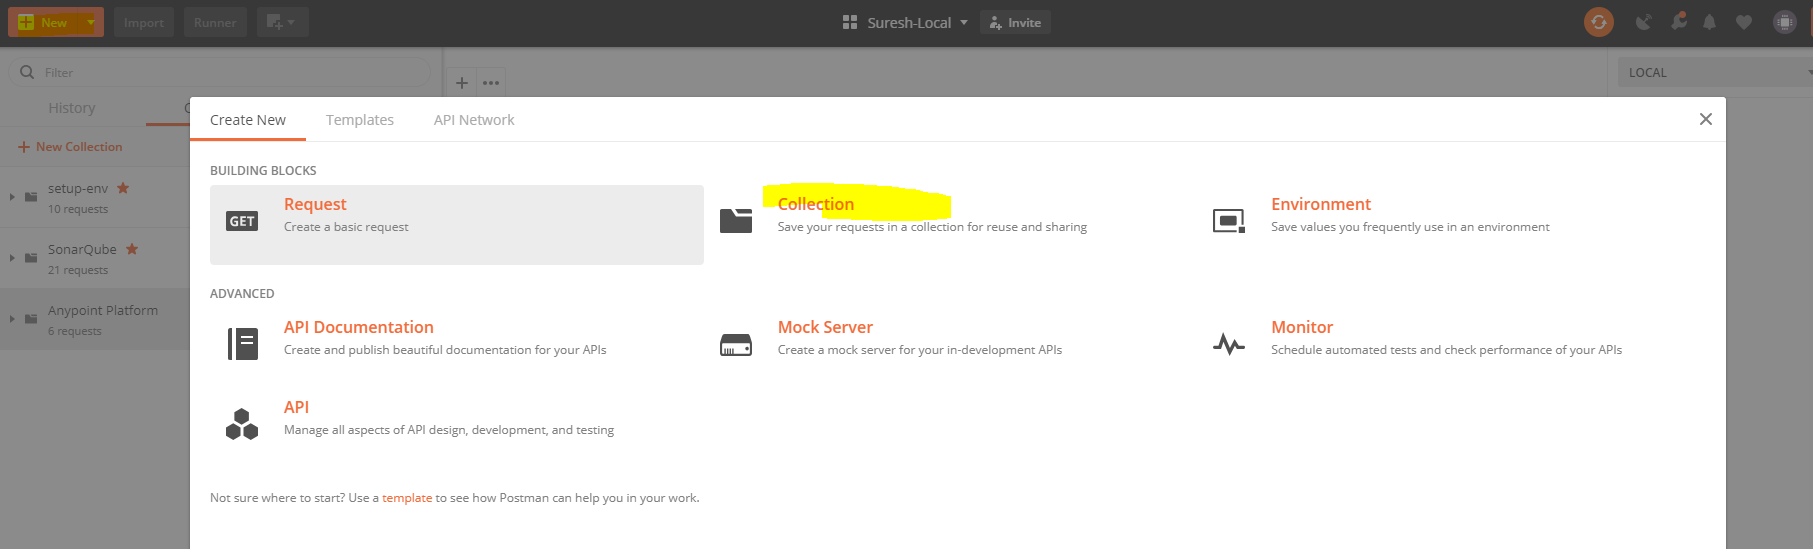 New Import Runner Suresh-Local Invite
Filter
LOCAL
History C
Create New Templates API Network
New Collection
BUILDING BLOCKS
setup-env
10 requests
GET Request
Create a basic request
Collection
Save your requests in a collection for reuse and sharing
Environment
Save values you frequently use in an environment
SonarQube
21 requests
ADVANCED
Anypoint Platform
6 requests
API Documentation
Create and publish beautiful documentation for your APIs
Mock Server
Create a mock server for your in-development APIs
Monitor
Schedule automated tests and check performance of your APIs
API
Manage all aspects of API design, development, and testing
Not sure where to start? Use a template to see how Postman can help you in your work.